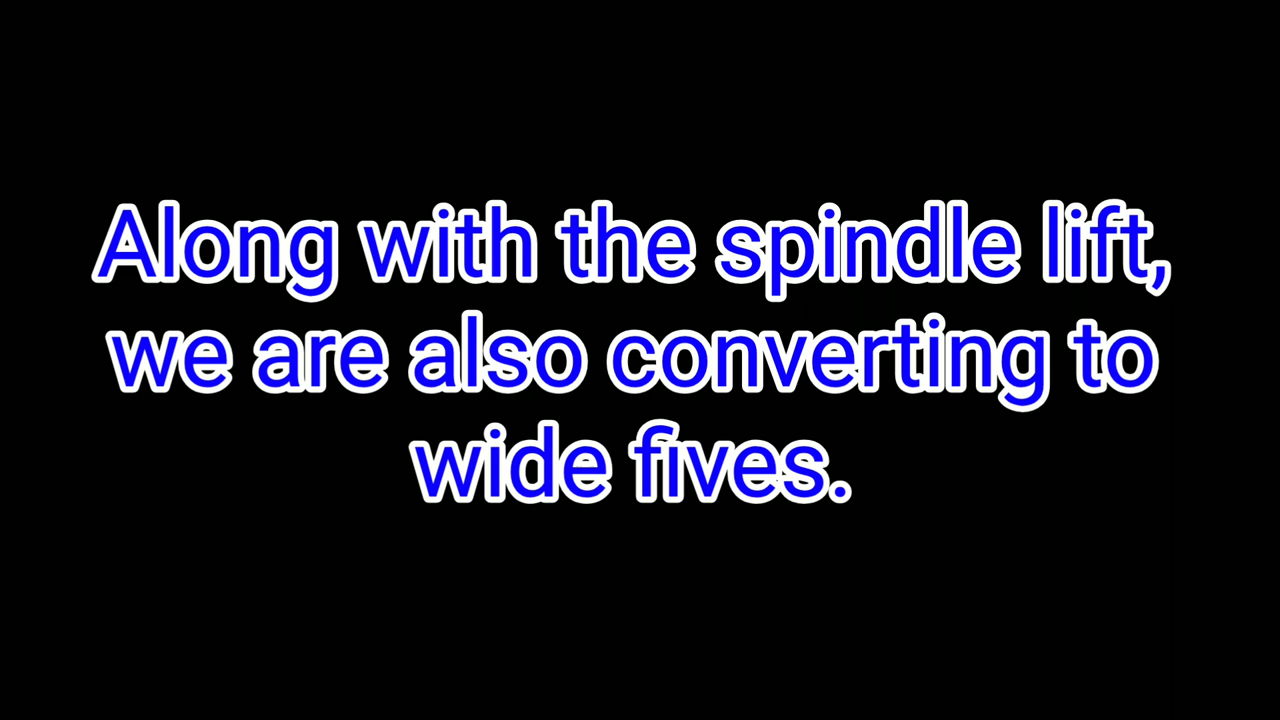 Along with the spindle lift,
we are also converting to
wide fives.